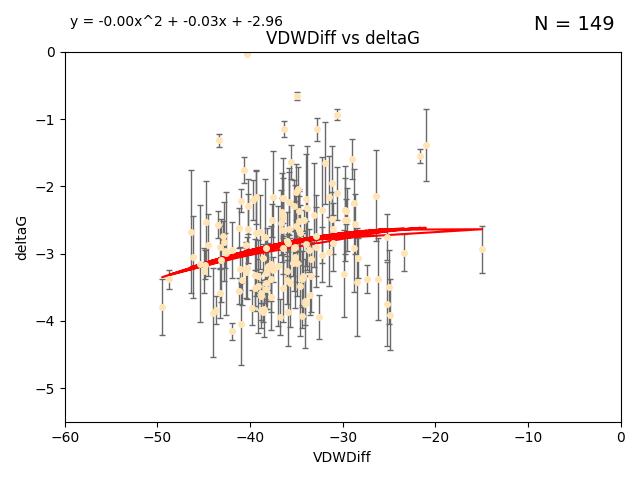 y = -0.00x^2 + -0.03x + -2.96
N = 149
VDWDiff vs deltaG
0
−1
−2
−3
−4
−5
deltaG
−60
−50
−40
−30
−20
−10
0
VDWDiff